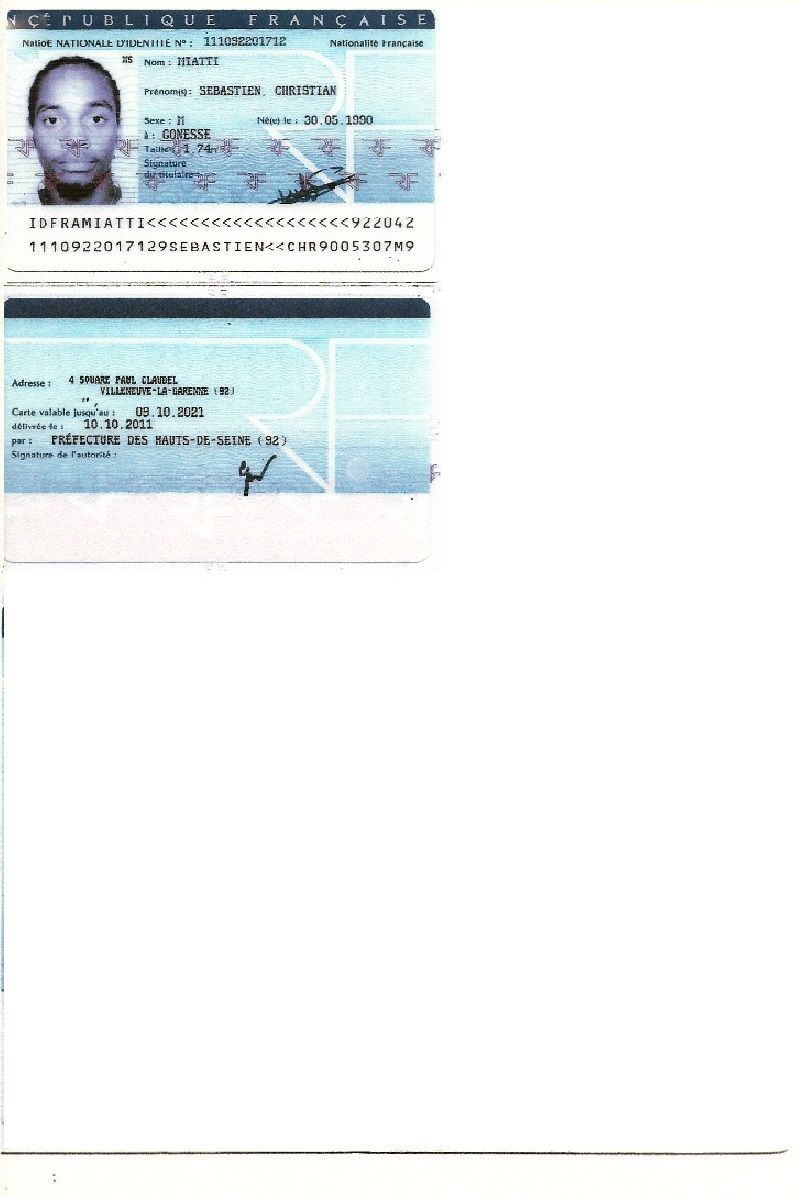 NÇÉPUBLIQUE FRANÇAISE
NatioE NATIONALE D'IDENTITÉ N° : 111092201712 Nationalité Française
Nom : MIATTI
Prénom(s) : SEBASTIEN, CHRISTIAN
Sexe : M Né(e) le : 30.05.1990
à : GONESSE
Taille : 1,74m
Signature
du titulaire
IDFRAMIATTI<<<<<<<<<<<<<<<<<<<922042
1110922017129SEBASTIEN<<CHR9005307M9
Adresse : 4 SQUARE PAUL CLAUDEL
VILLENEUVE-LA-GARENNE (92)
Carte valable jusqu'au : 09.10.2021
délivrée le : 10.10.2011
par : PRÉFECTURE DES HAUTS-DE-SEINE (92)
Signature de l'autorité :